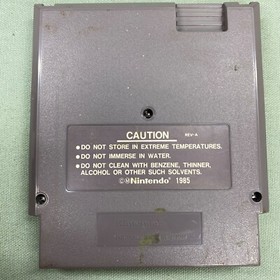 CAUTION REV-A
• DO NOT STORE IN EXTREME TEMPERATURES.
• DO NOT IMMERSE IN WATER.
• DO NOT CLEAN WITH BENZENE, THINNER,
ALCOHOL OR OTHER SUCH SOLVENTS.
©Ⓜ Nintendo® 1985